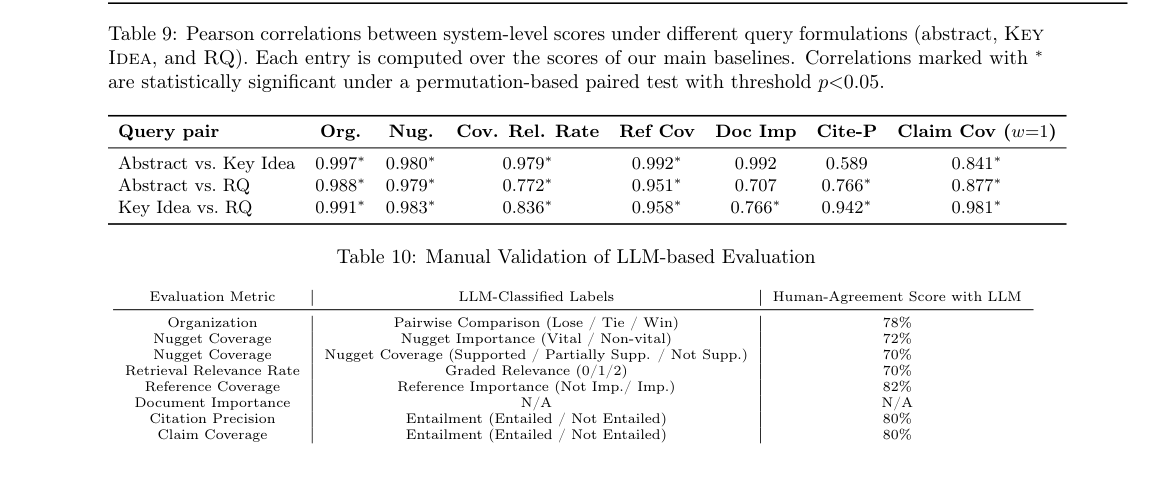 Table 9: Pearson correlations between system-level scores under different query formulations (abstract, KEY
IDEA, and RQ). Each entry is computed over the scores of our main baselines. Correlations marked with *
are statistically significant under a permutation-based paired test with threshold p<0.05.
Query pair Org. Nug. Cov. Rel. Rate Ref Cov Doc Imp Cite-P Claim Cov (w=1)
Abstract vs. Key Idea 0.997* 0.980* 0.979* 0.992* 0.992 0.589 0.841*
Abstract vs. RQ 0.988* 0.979* 0.772* 0.951* 0.707 0.766* 0.877*
Key Idea vs. RQ 0.991* 0.983* 0.836* 0.958* 0.766* 0.942* 0.981*
Table 10: Manual Validation of LLM-based Evaluation
Evaluation Metric LLM-Classified Labels Human-Agreement Score with LLM
Organization Pairwise Comparison (Lose / Tie / Win) 78%
Nugget Coverage Nugget Importance (Vital / Non-vital) 72%
Nugget Coverage Nugget Coverage (Supported / Partially Supp. / Not Supp.) 70%
Retrieval Relevance Rate Graded Relevance (0/1/2) 70%
Reference Coverage Reference Importance (Not Imp./ Imp.) 82%
Document Importance N/A N/A
Citation Precision Entailment (Entailed / Not Entailed) 80%
Claim Coverage Entailment (Entailed / Not Entailed) 80%